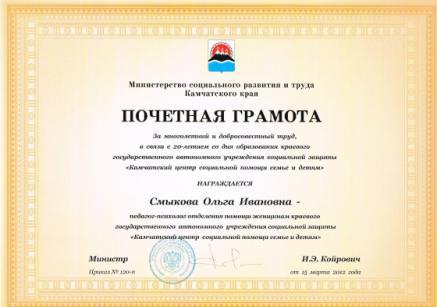 Министерство социального развития и труда
Камчатского края
ПОЧЕТНАЯ ГРАМОТА
За многолетний и добросовестный труд,
в связи с 20-летием со дня образования краевого
государственного автономного учреждения социальной защиты
«Камчатский центр социальной помощи семье и детям»
НАГРАЖДАЕТСЯ
Смыкова Ольга Ивановна -
педагог-психолог отделения помощи женщинам краевого
государственного автономного учреждения социальной защиты
«Камчатский центр социальной помощи семье и детям»
Министр И.Э. Койрович
Приказ № 120-п от 15 марта 2012 года